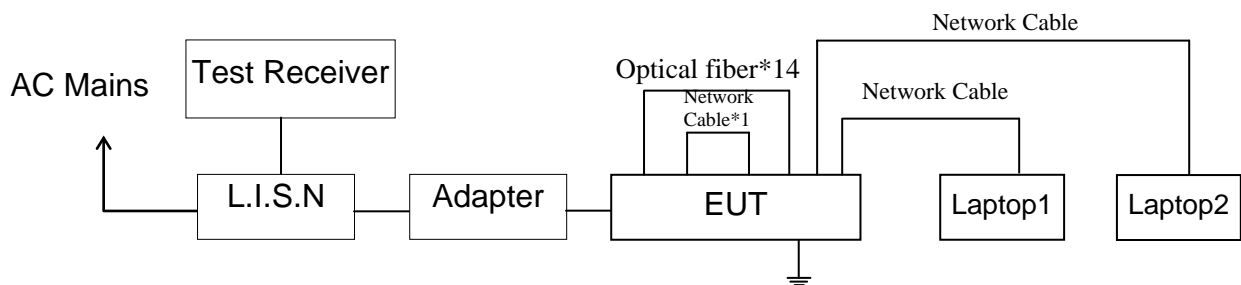 Network Cable
Test Receiver
AC Mains
Optical fiber*14
Network
Cable*1
Network Cable
L.I.S.N
Adapter
EUT
Laptop1
Laptop2